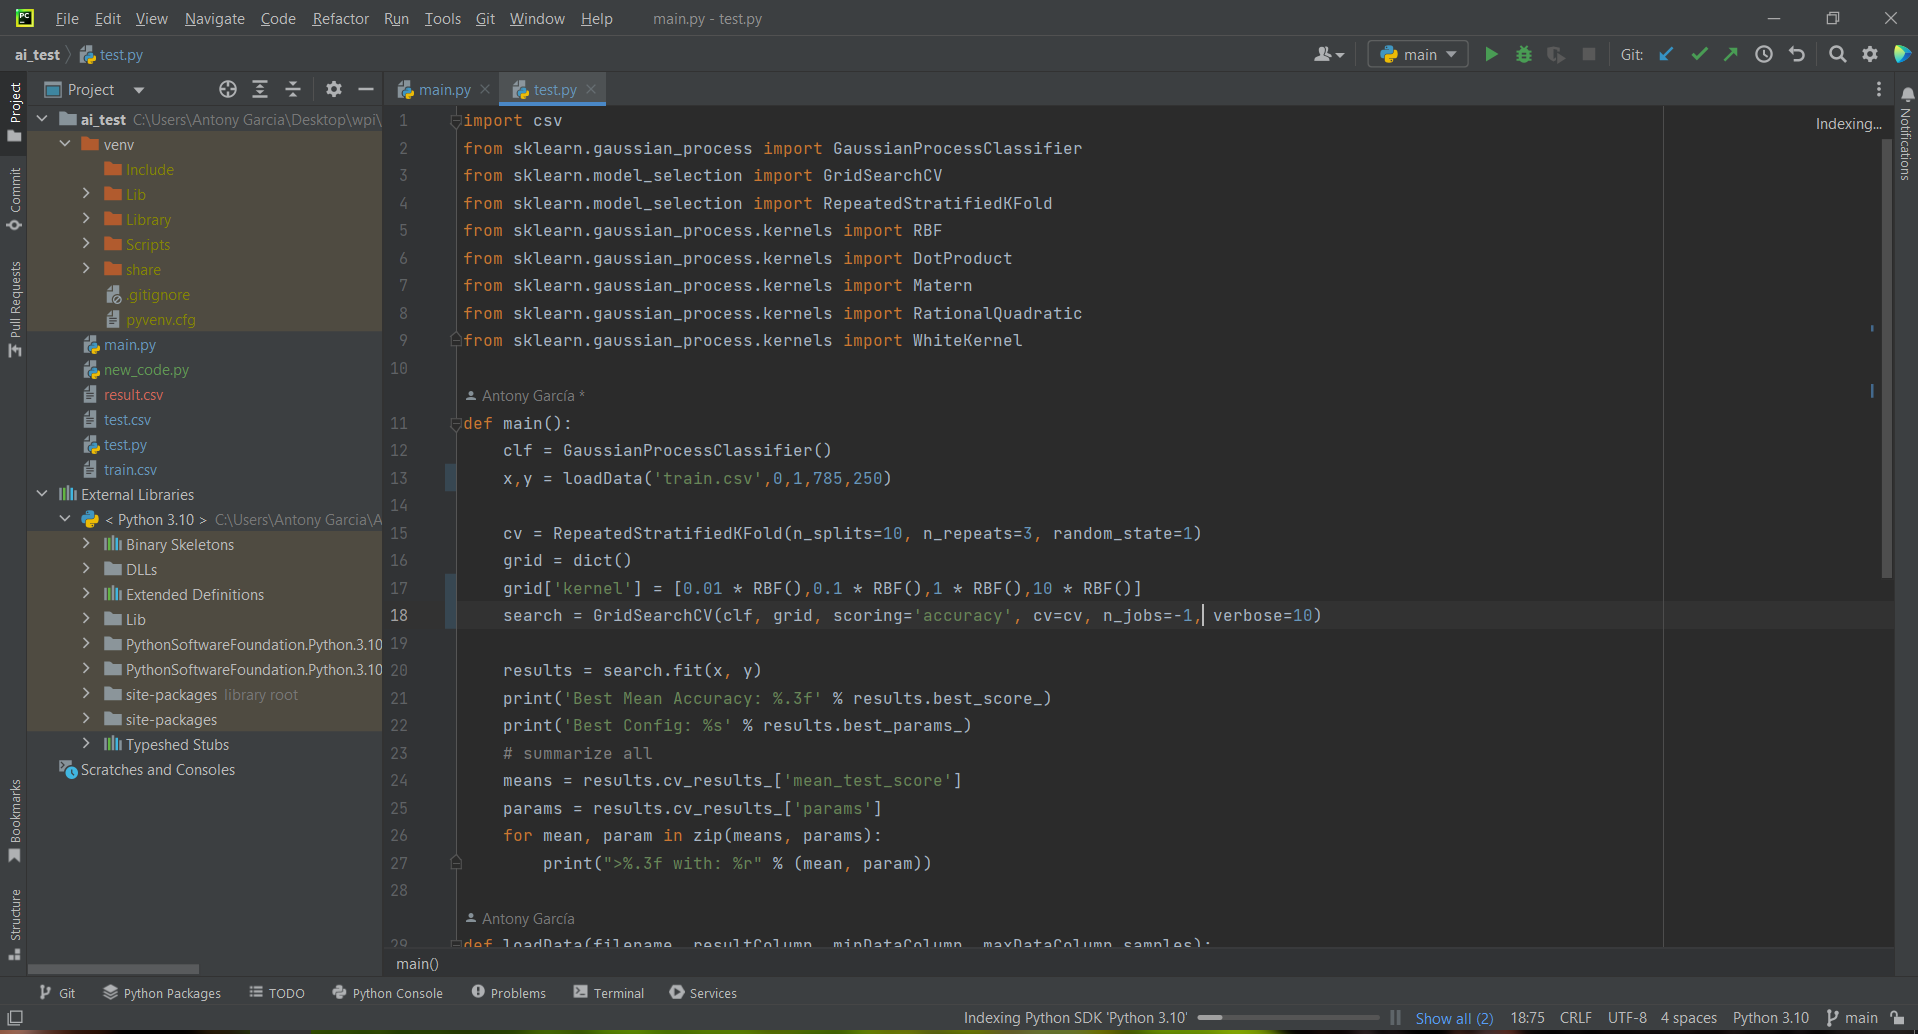 PC
File Edit View Navigate Code Refactor Run Tools Git Window Help main.py - test.py
ai_test test.py
main
Git:
Project
main.py
test.py
Project
Commit
Pull Requests
Bookmarks
Structure
Notifications
ai_test C:\Users\Antony Garcia\Desktop\wpi\
venv
Include
Lib
Library
Scripts
share
.gitignore
pyvenv.cfg
main.py
new_code.py
result.csv
test.csv
test.py
train.csv
External Libraries
< Python 3.10 > C:\Users\Antony Garcia\A
Binary Skeletons
DLLs
Extended Definitions
Lib
PythonSoftwareFoundation.Python.3.10
PythonSoftwareFoundation.Python.3.10
site-packages library root
site-packages
Typeshed Stubs
Scratches and Consoles
Indexing...
1 import csv
2 from sklearn.gaussian_process import GaussianProcessClassifier
3 from sklearn.model_selection import GridSearchCV
4 from sklearn.model_selection import RepeatedStratifiedKFold
5 from sklearn.gaussian_process.kernels import RBF
6 from sklearn.gaussian_process.kernels import DotProduct
7 from sklearn.gaussian_process.kernels import Matern
8 from sklearn.gaussian_process.kernels import RationalQuadratic
9 from sklearn.gaussian_process.kernels import WhiteKernel
10
Antony García *
11 def main():
12 clf = GaussianProcessClassifier()
13 x,y = loadData('train.csv',0,1,785,250)
14
15 cv = RepeatedStratifiedKFold(n_splits=10, n_repeats=3, random_state=1)
16 grid = dict()
17 grid['kernel'] = [0.01 * RBF(),0.1 * RBF(),1 * RBF(),10 * RBF()]
18 search = GridSearchCV(clf, grid, scoring='accuracy', cv=cv, n_jobs=-1, verbose=10)
19
20 results = search.fit(x, y)
21 print('Best Mean Accuracy: %.3f' % results.best_score_)
22 print('Best Config: %s' % results.best_params_)
23 # summarize all
24 means = results.cv_results_['mean_test_score']
25 params = results.cv_results_['params']
26 for mean, param in zip(means, params):
27 print(">%.3f with: %r" % (mean, param))
28
Antony García
29 def loadData(filename, resultColumn, minDataColumn, maxDataColumn,samples):
main()
Git Python Packages TODO Python Console Problems Terminal Services
Indexing Python SDK 'Python 3.10' Show all (2) 18:75 CRLF UTF-8 4 spaces Python 3.10 main